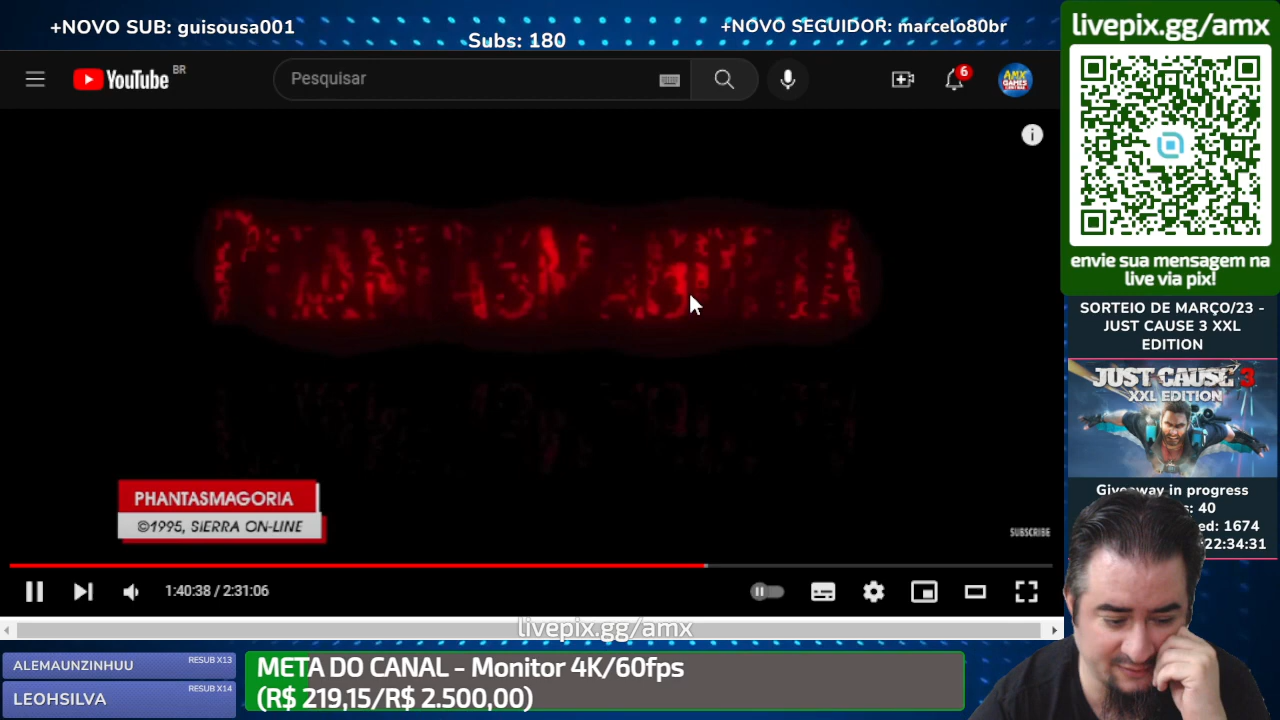 +NOVO SUB: guisousa001
Subs: 180
+NOVO SEGUIDOR: marcelo80br
livepix.gg/amx
YouTube BR
Pesquisar
6
AMX
GAMES
envie sua mensagem na
live via pix!
SORTEIO DE MARÇO/23 -
JUST CAUSE 3 XXL
EDITION
JUST CAUSE 3
XXL EDITION
Giveaway in progress
: 40
ed: 1674
22:34:31
PHANTASMAGORIA
©1995, SIERRA ON-LINE
SUBSCRIBE
1:40:38 / 2:31:06
livepix.gg/amx
ALEMAUNZINHUU RESUB X13
LEOHSILVA RESUB X14
META DO CANAL - Monitor 4K/60fps
(R$ 219,15/R$ 2.500,00)